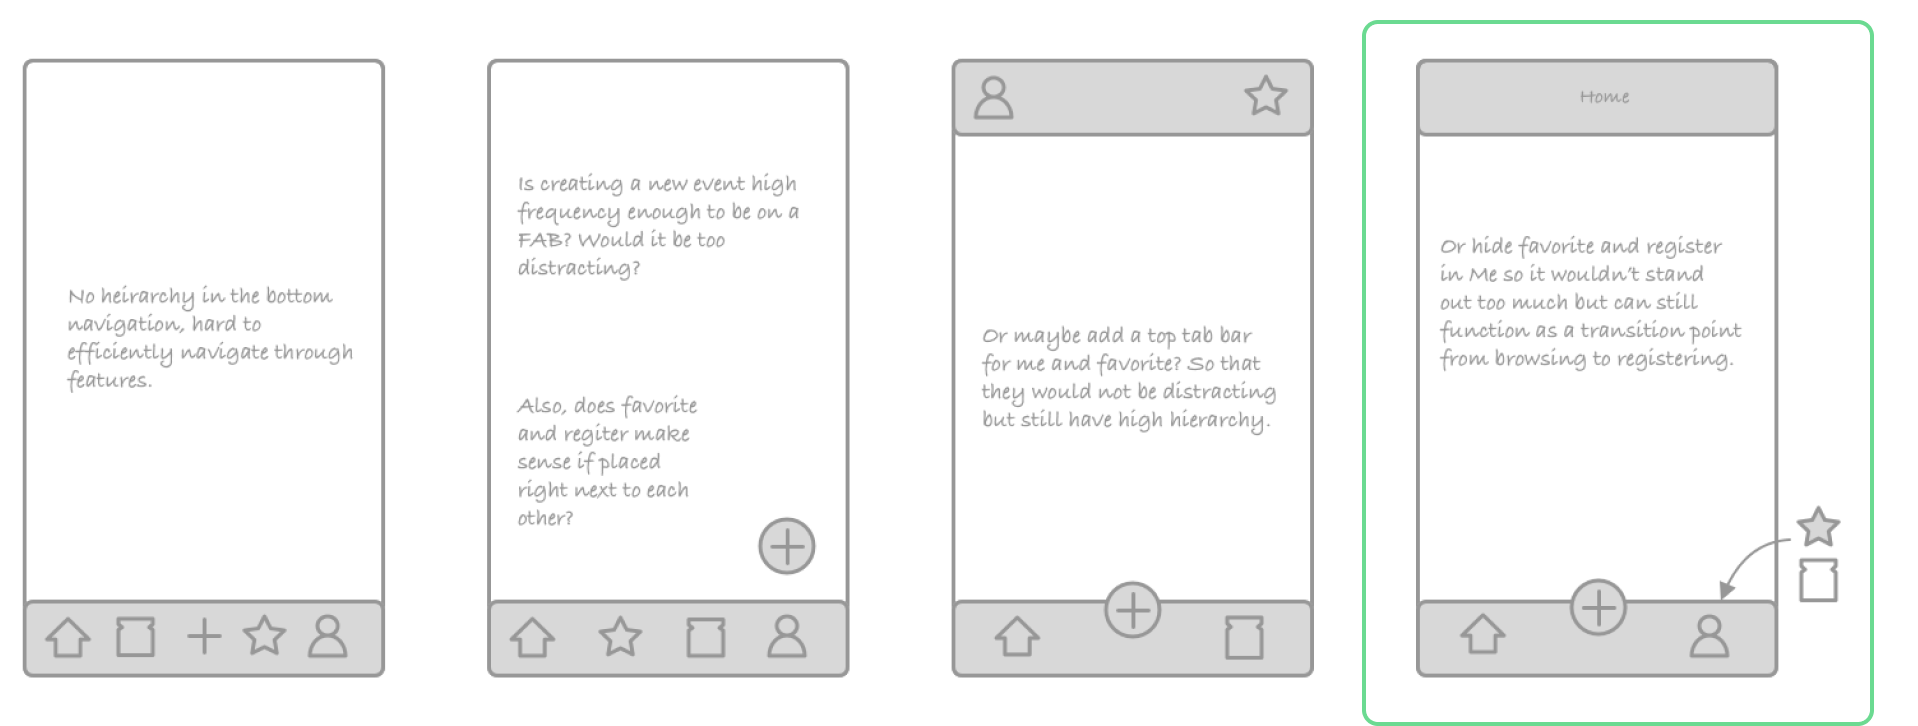 No heirarchy in the bottom
navigation, hard to
efficiently navigate through
features.
Is creating a new event high
frequency enough to be on a
FAB? Would it be too
distracting?
Also, does favorite
and regiter make
sense if placed
right next to each
other?
Or maybe add a top tab bar
for me and favorite? So that
they would not be distracting
but still have high hierarchy.
Home
Or hide favorite and register
in Me so it wouldn't stand
out too much but can still
function as a transition point
from browsing to registering.